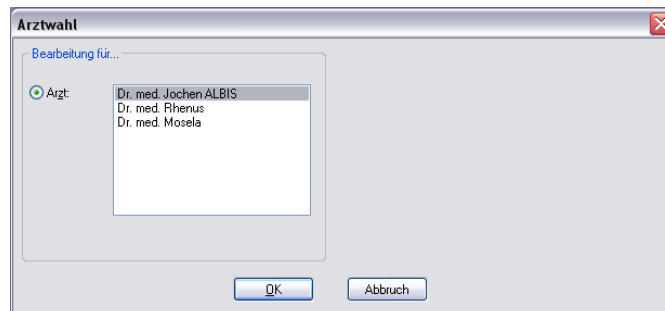 Arztwahl
Bearbeitung für...
Arzt:
Dr. med. Jochen ALBIS
Dr. med. Rhenus
Dr. med. Mosela
OK
Abbruch